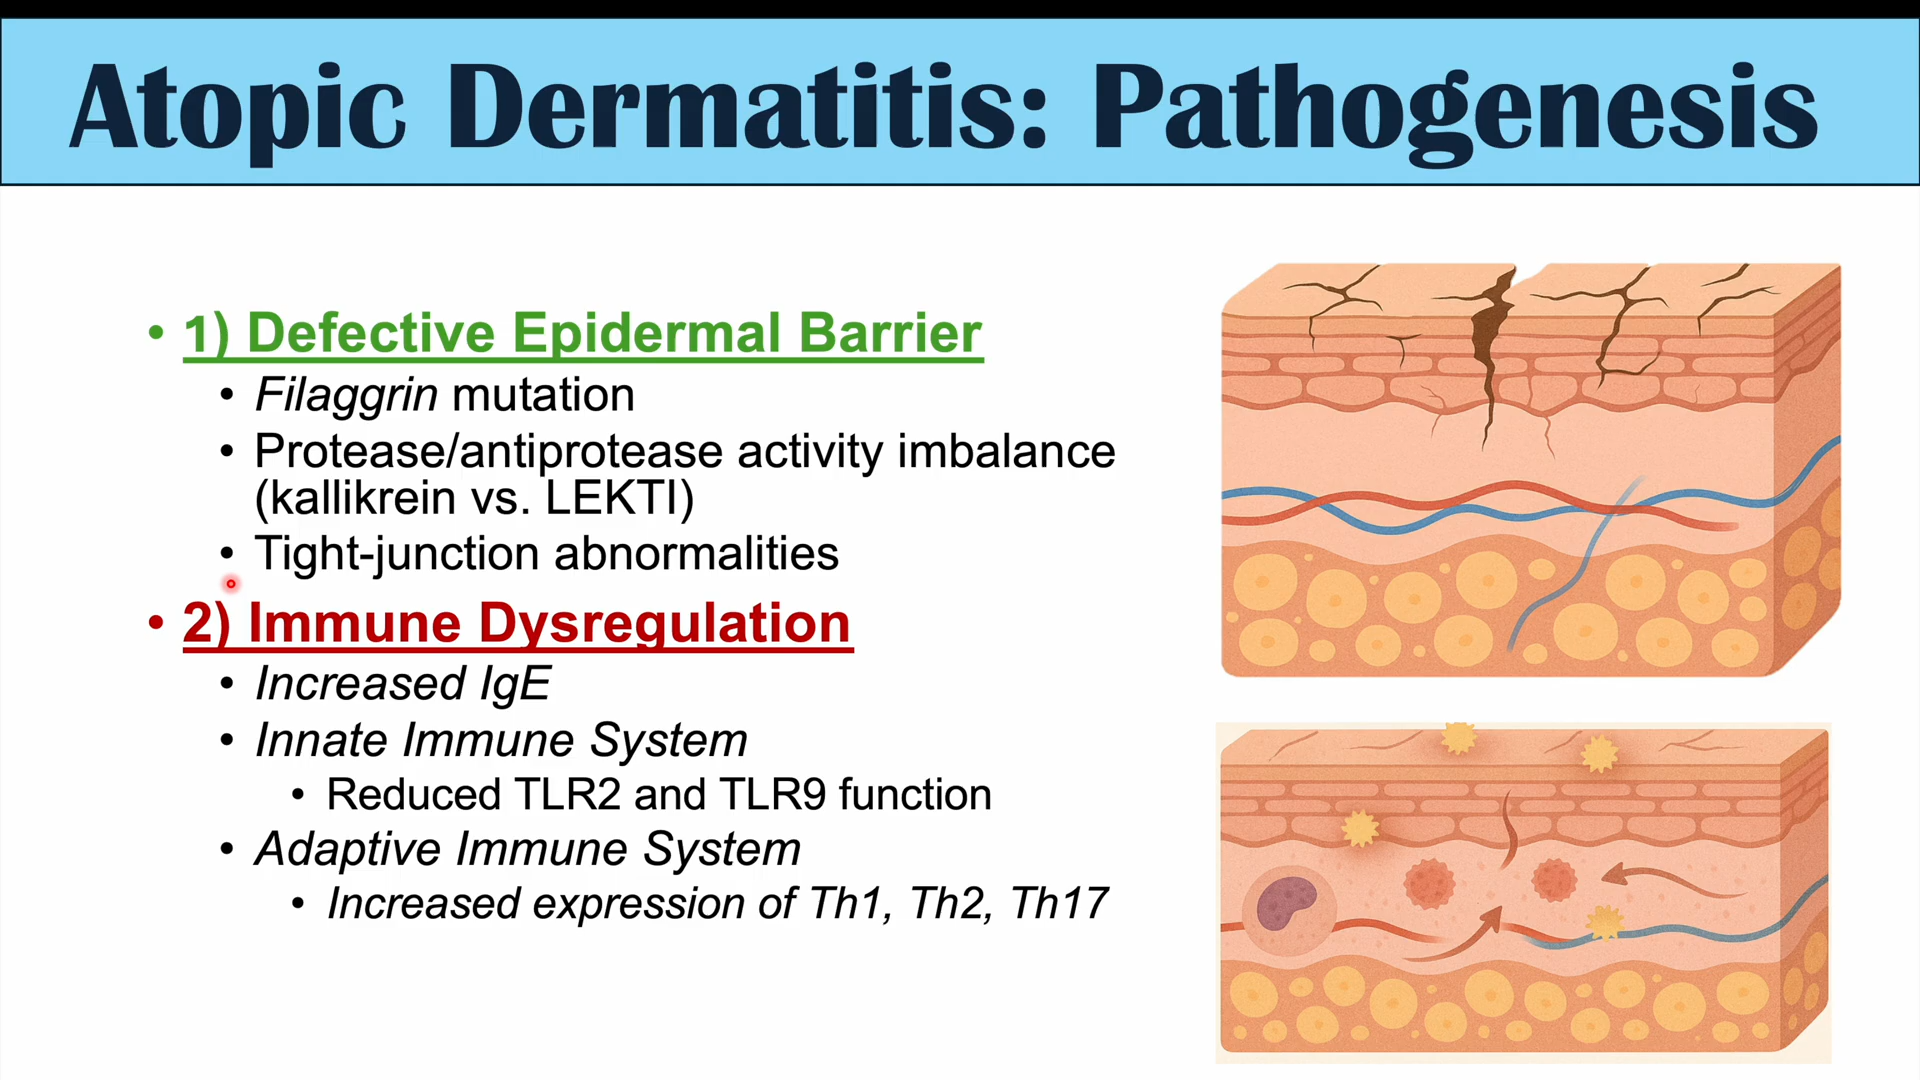 Atopic Dermatitis: Pathogenesis
• 1) Defective Epidermal Barrier
• Filaggrin mutation
• Protease/antiprotease activity imbalance
(kallikrein vs. LEKTI)
• Tight-junction abnormalities
• 2) Immune Dysregulation
• Increased IgE
• Innate Immune System
• Reduced TLR2 and TLR9 function
• Adaptive Immune System
• Increased expression of Th1, Th2, Th17